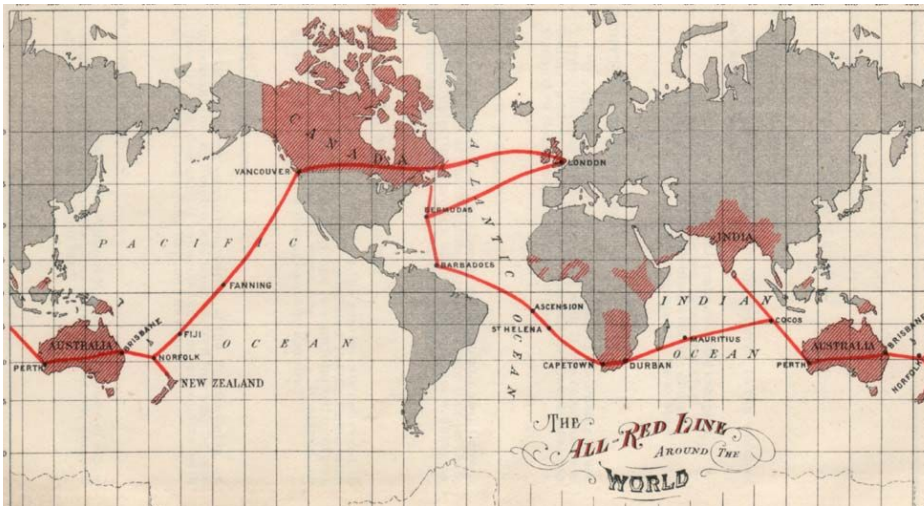 CANADA
ATLANTIC OCEAN
LONDON
VANCOUVER
BERMUDAS
PACIFIC
OCEAN
INDIA
BARBADOES
FANNING
INDIAN
OCEAN
ASCENSION
ST HELENA
COCOS
FIJI
BRISBANE
AUSTRALIA
MAURITIUS
AUSTRALIA
BRISBANE
NORFOLK
PERTH
CAPETOWN
DURBAN
PERTH
NORFOLK
NEW ZEALAND
THE
ALL-RED LINE
AROUND THE
WORLD